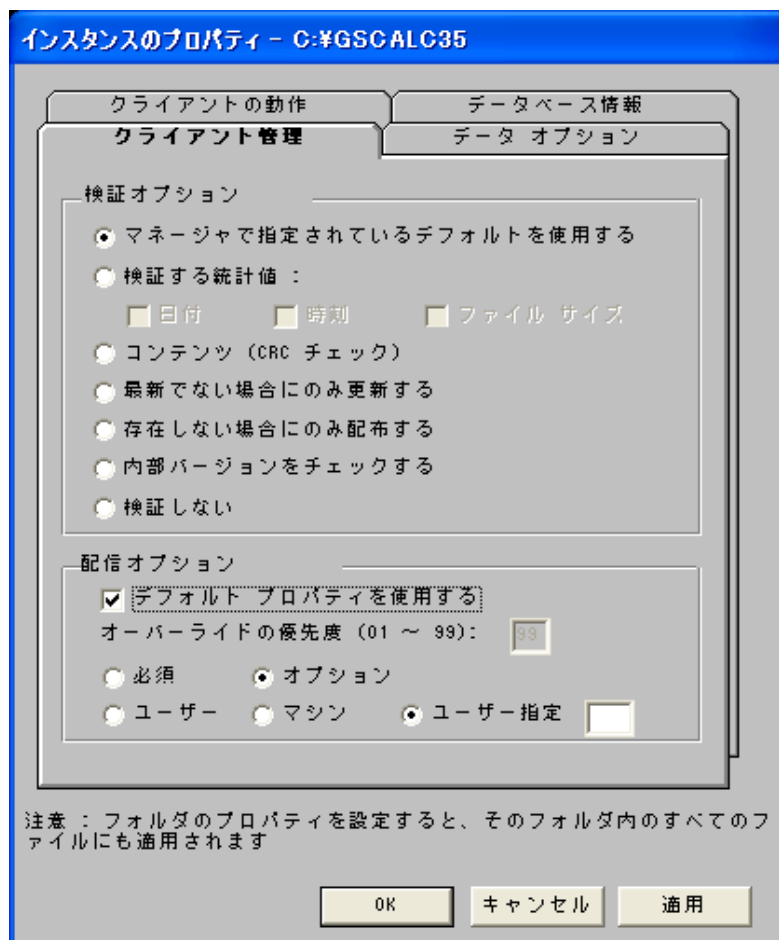 インスタンスのプロパティ - C:¥GSCALC35
クライアントの動作
データベース情報
クライアント管理
データ オプション
検証オプション
マネージャで指定されているデフォルトを使用する
検証する統計値 :
日付 時刻 ファイル サイズ
コンテンツ (CRC チェック)
最新でない場合にのみ更新する
存在しない場合にのみ配布する
内部バージョンをチェックする
検証しない
配信オプション
デフォルト プロパティを使用する
オーバーライドの優先度 (01 ~ 99): 99
必須 オプション
ユーザー マシン ユーザー指定
注意 : フォルダのプロパティを設定すると、そのフォルダ内のすべてのフ
ァイルにも適用されます
OK キャンセル 適用